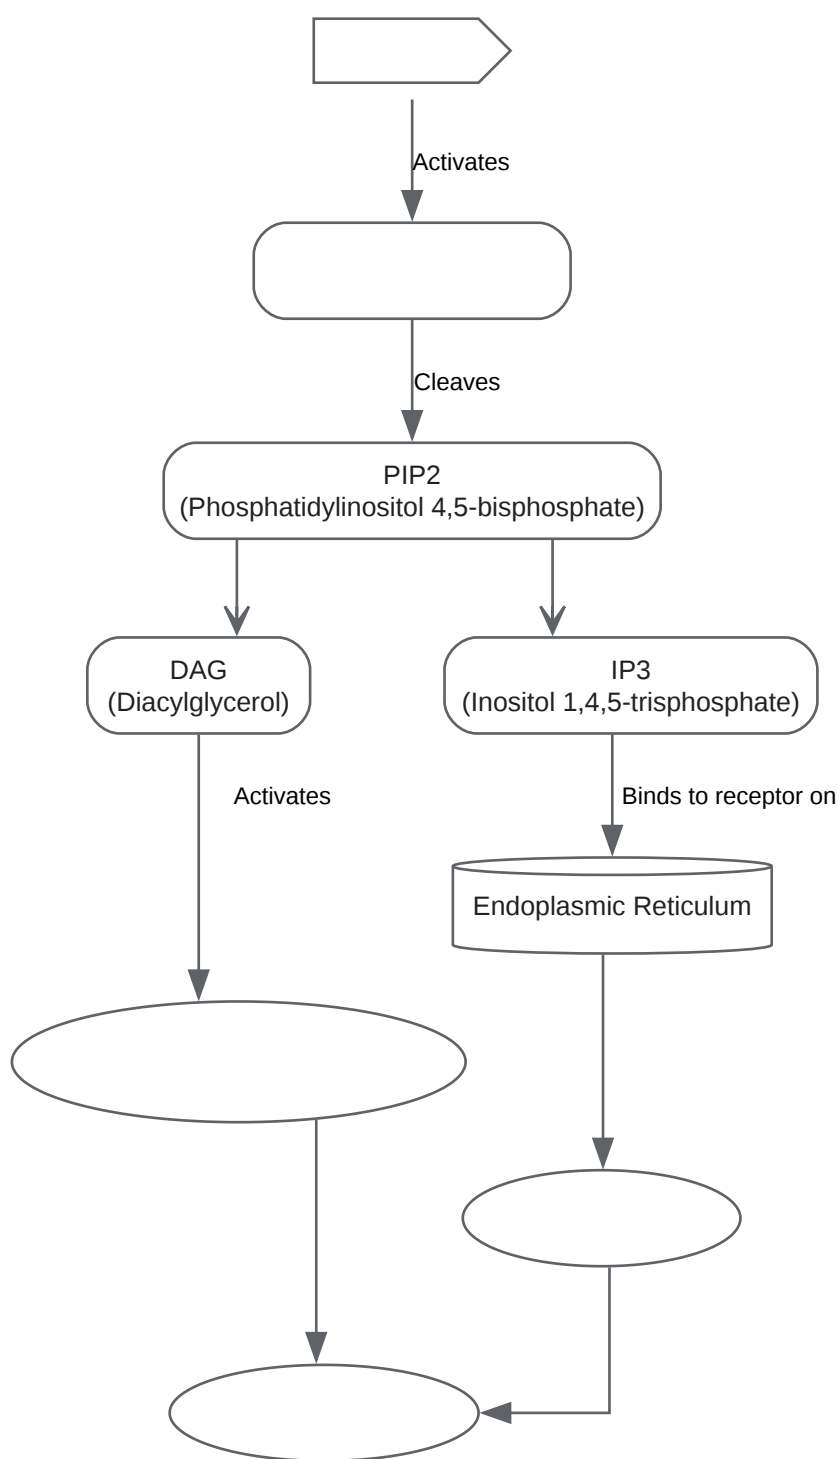 Activates
Cleaves
PIP2
(Phosphatidylinositol 4,5-bisphosphate)
DAG
(Diacylglycerol)
IP3
(Inositol 1,4,5-trisphosphate)
Activates
Binds to receptor on
Endoplasmic Reticulum